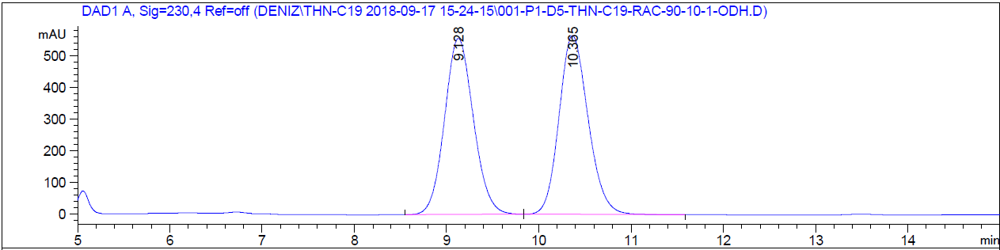 DAD1 A, Sig=230,4 Ref=off (DENIZ\THN-C19 2018-09-17 15-24-15\001-P1-D5-THN-C19-RAC-90-10-1-ODH.D)
mAU
500
400
300
200
100
0
9.128
10.365
5 6 7 8 9 10 11 12 13 14 min